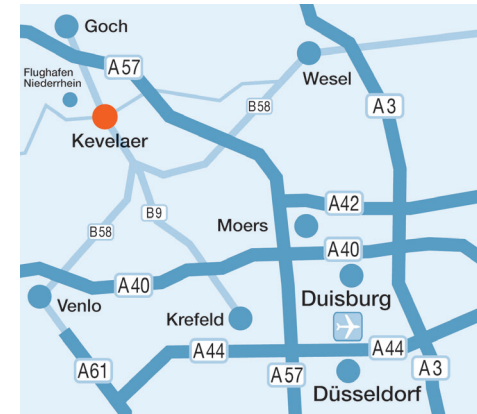 Goch
A57
Wesel
Flughafen
Niederrhein
A3
B58
Kevelaer
A42
B58
B9
Moers
A40
A40
Venlo
Duisburg
Krefeld
A44
A44
A61
A57
A3
Düsseldorf